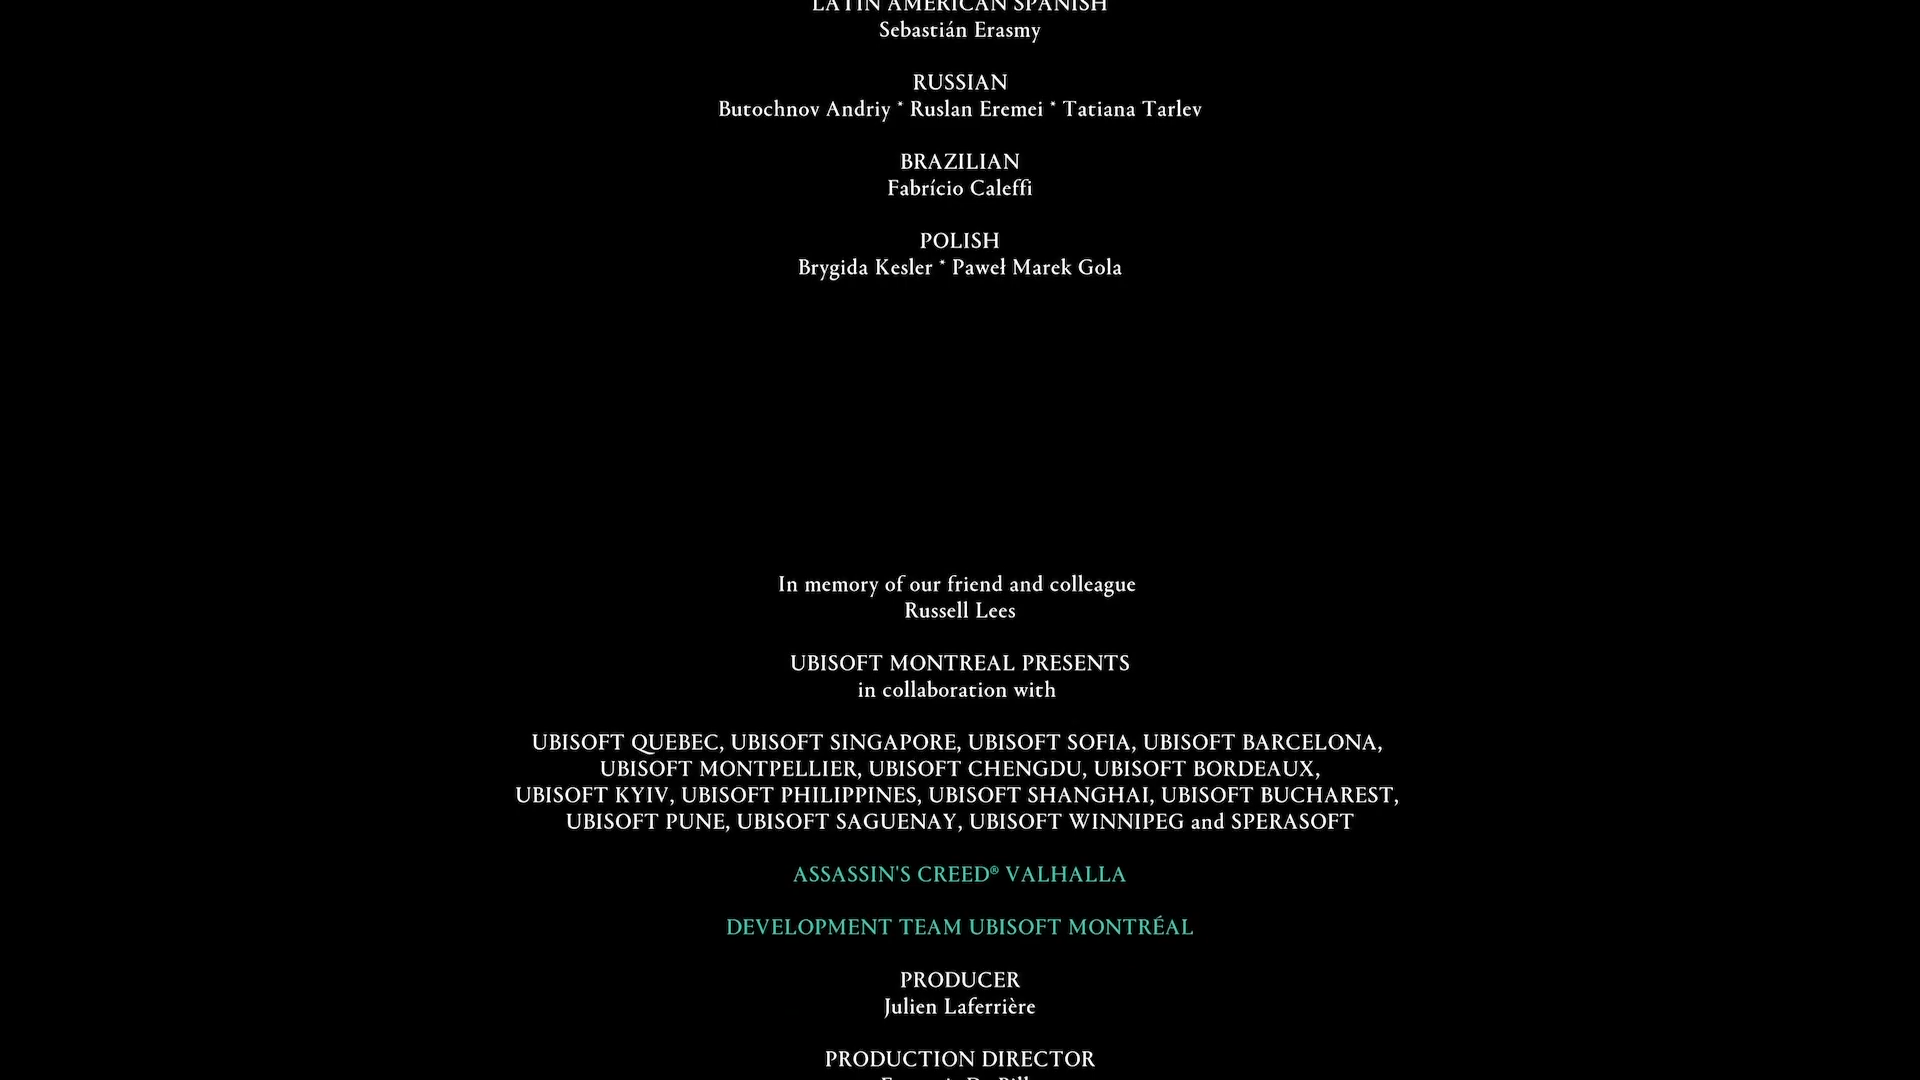 LATIN AMERICAN SPANISH
Sebastián Erasmy
RUSSIAN
Butochnov Andriy * Ruslan Eremei * Tatiana Tarlev
BRAZILIAN
Fabrício Caleffi
POLISH
Brygida Kesler * Paweł Marek Gola
In memory of our friend and colleague
Russell Lees
UBISOFT MONTREAL PRESENTS
in collaboration with
UBISOFT QUEBEC, UBISOFT SINGAPORE, UBISOFT SOFIA, UBISOFT BARCELONA,
UBISOFT MONTPELLIER, UBISOFT CHENGDU, UBISOFT BORDEAUX,
UBISOFT KYIV, UBISOFT PHILIPPINES, UBISOFT SHANGHAI, UBISOFT BUCHAREST,
UBISOFT PUNE, UBISOFT SAGUENAY, UBISOFT WINNIPEG and SPERASOFT
ASSASSIN'S CREED® VALHALLA
DEVELOPMENT TEAM UBISOFT MONTRÉAL
PRODUCER
Julien Laferrière
PRODUCTION DIRECTOR